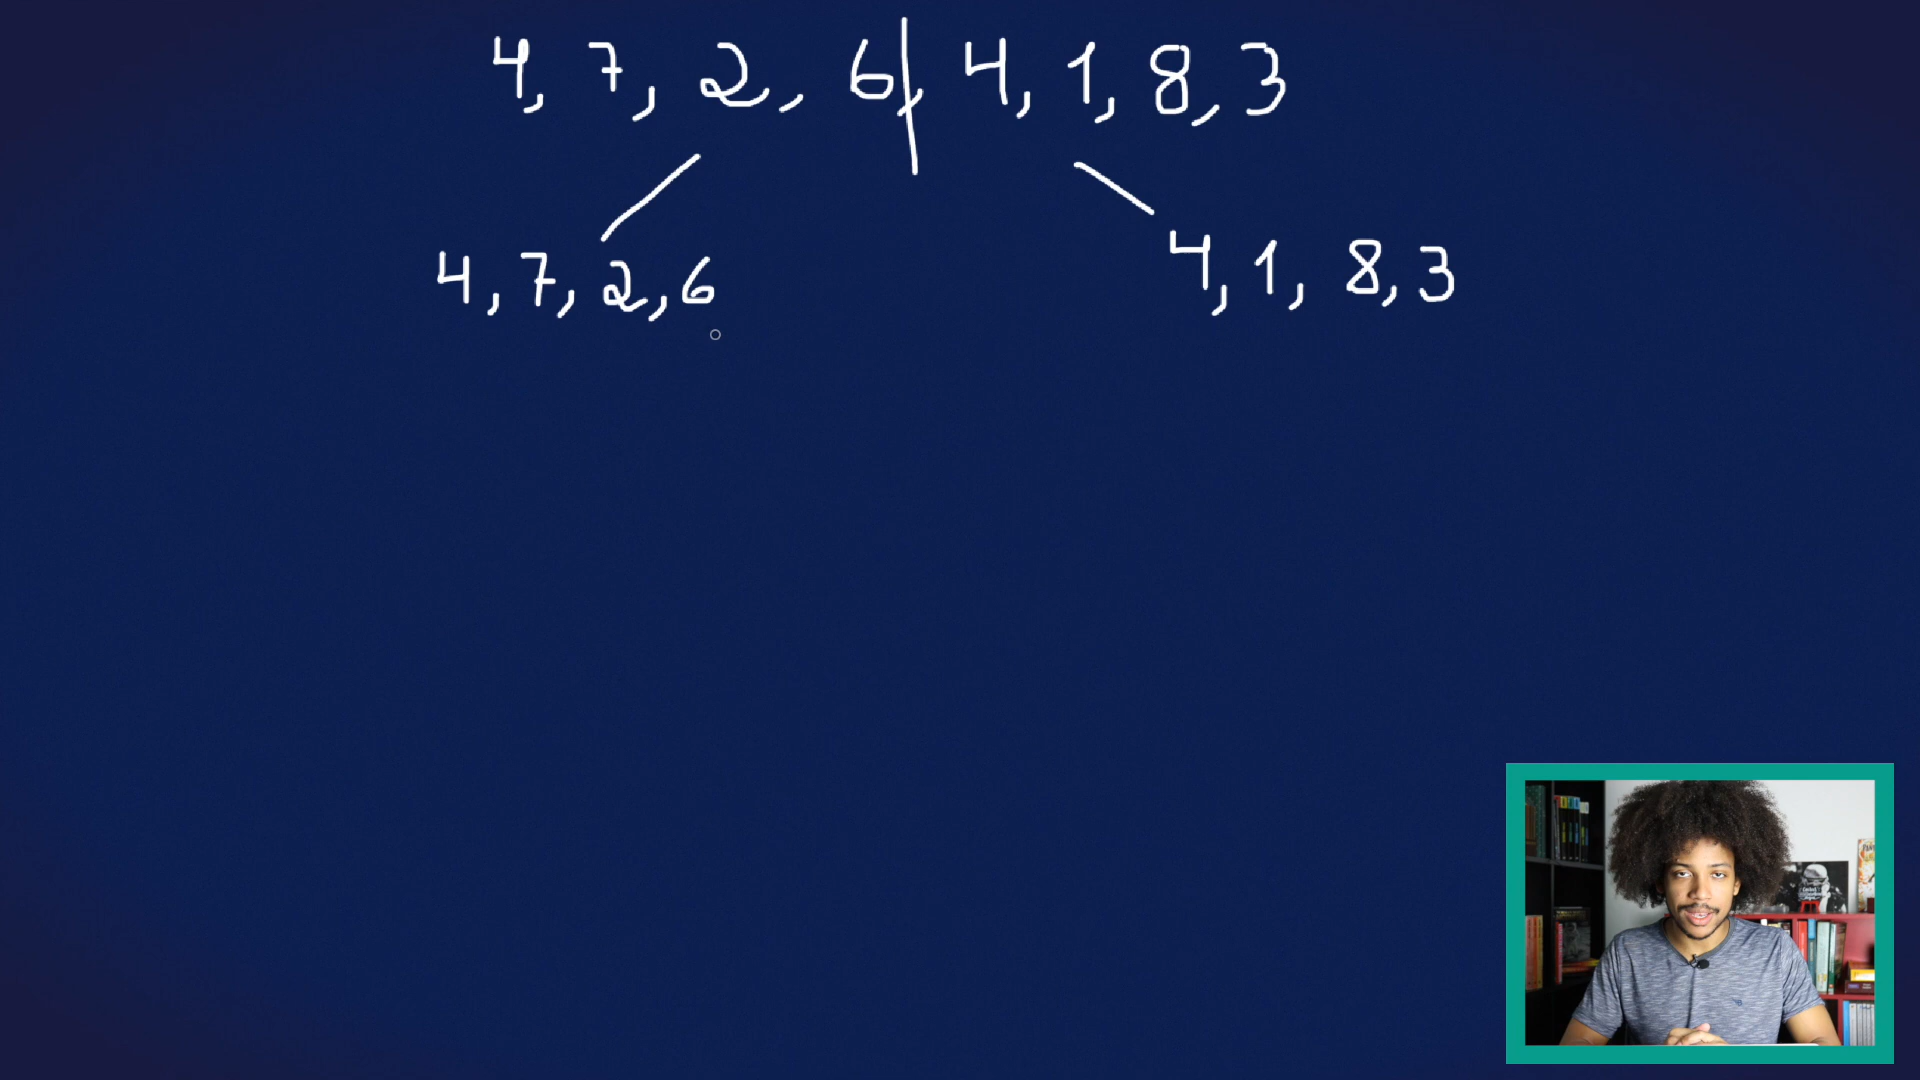 4, 7, 2, 6, 4, 1, 8, 3
4, 7, 2, 6
4, 1, 8, 3